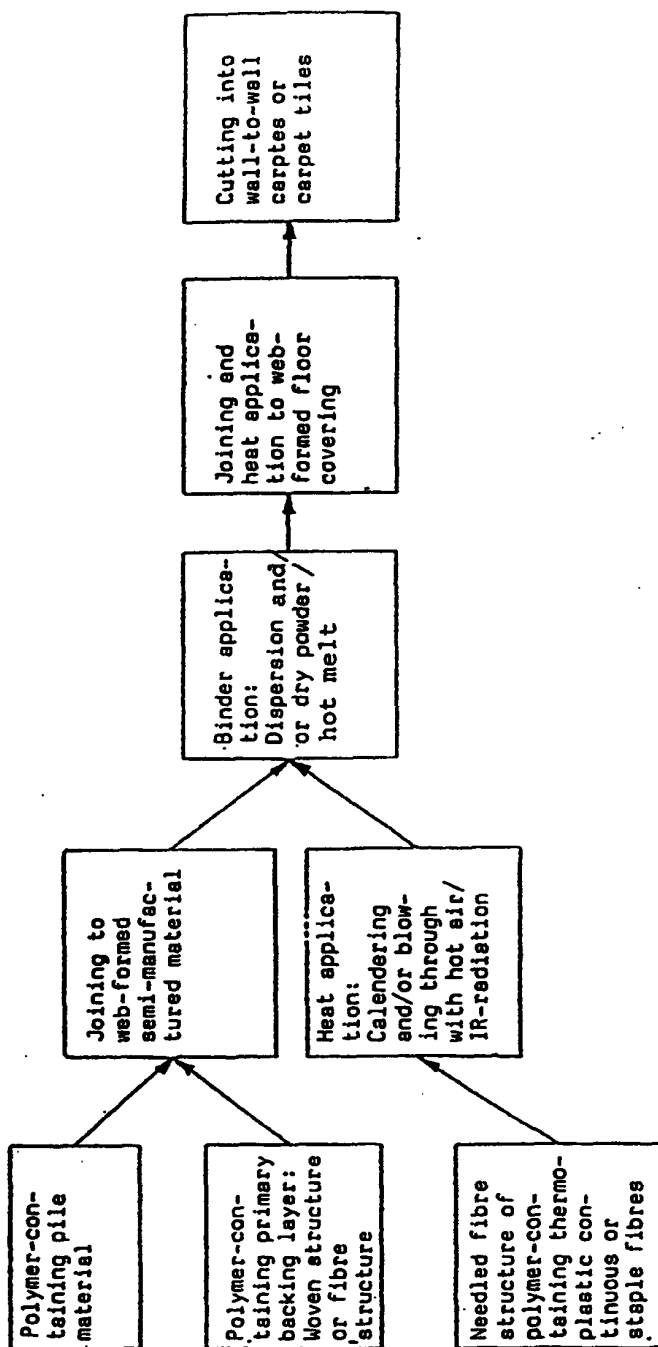 Polymer-con-
taining pile
material
Polymer-con-
taining primary
backing layer:
Woven structure
or fibre
structure
Needled fibre
structure of
polymer-con-
taining thermo-
plastic con-
tinuous or
staple fibres
Joining to
web-formed
semi-manufac-
tured material
Heat applica-
tion:
Calendering
and/or blow-
ing through
with hot air/
IR-radiation
Binder applica-
tion:
Dispersion and/
or dry powder/
hot melt
Joining and
heat applica-
tion to web-
formed floor
covering
Cutting into
wall-to-wall
carptes or
carpet tiles